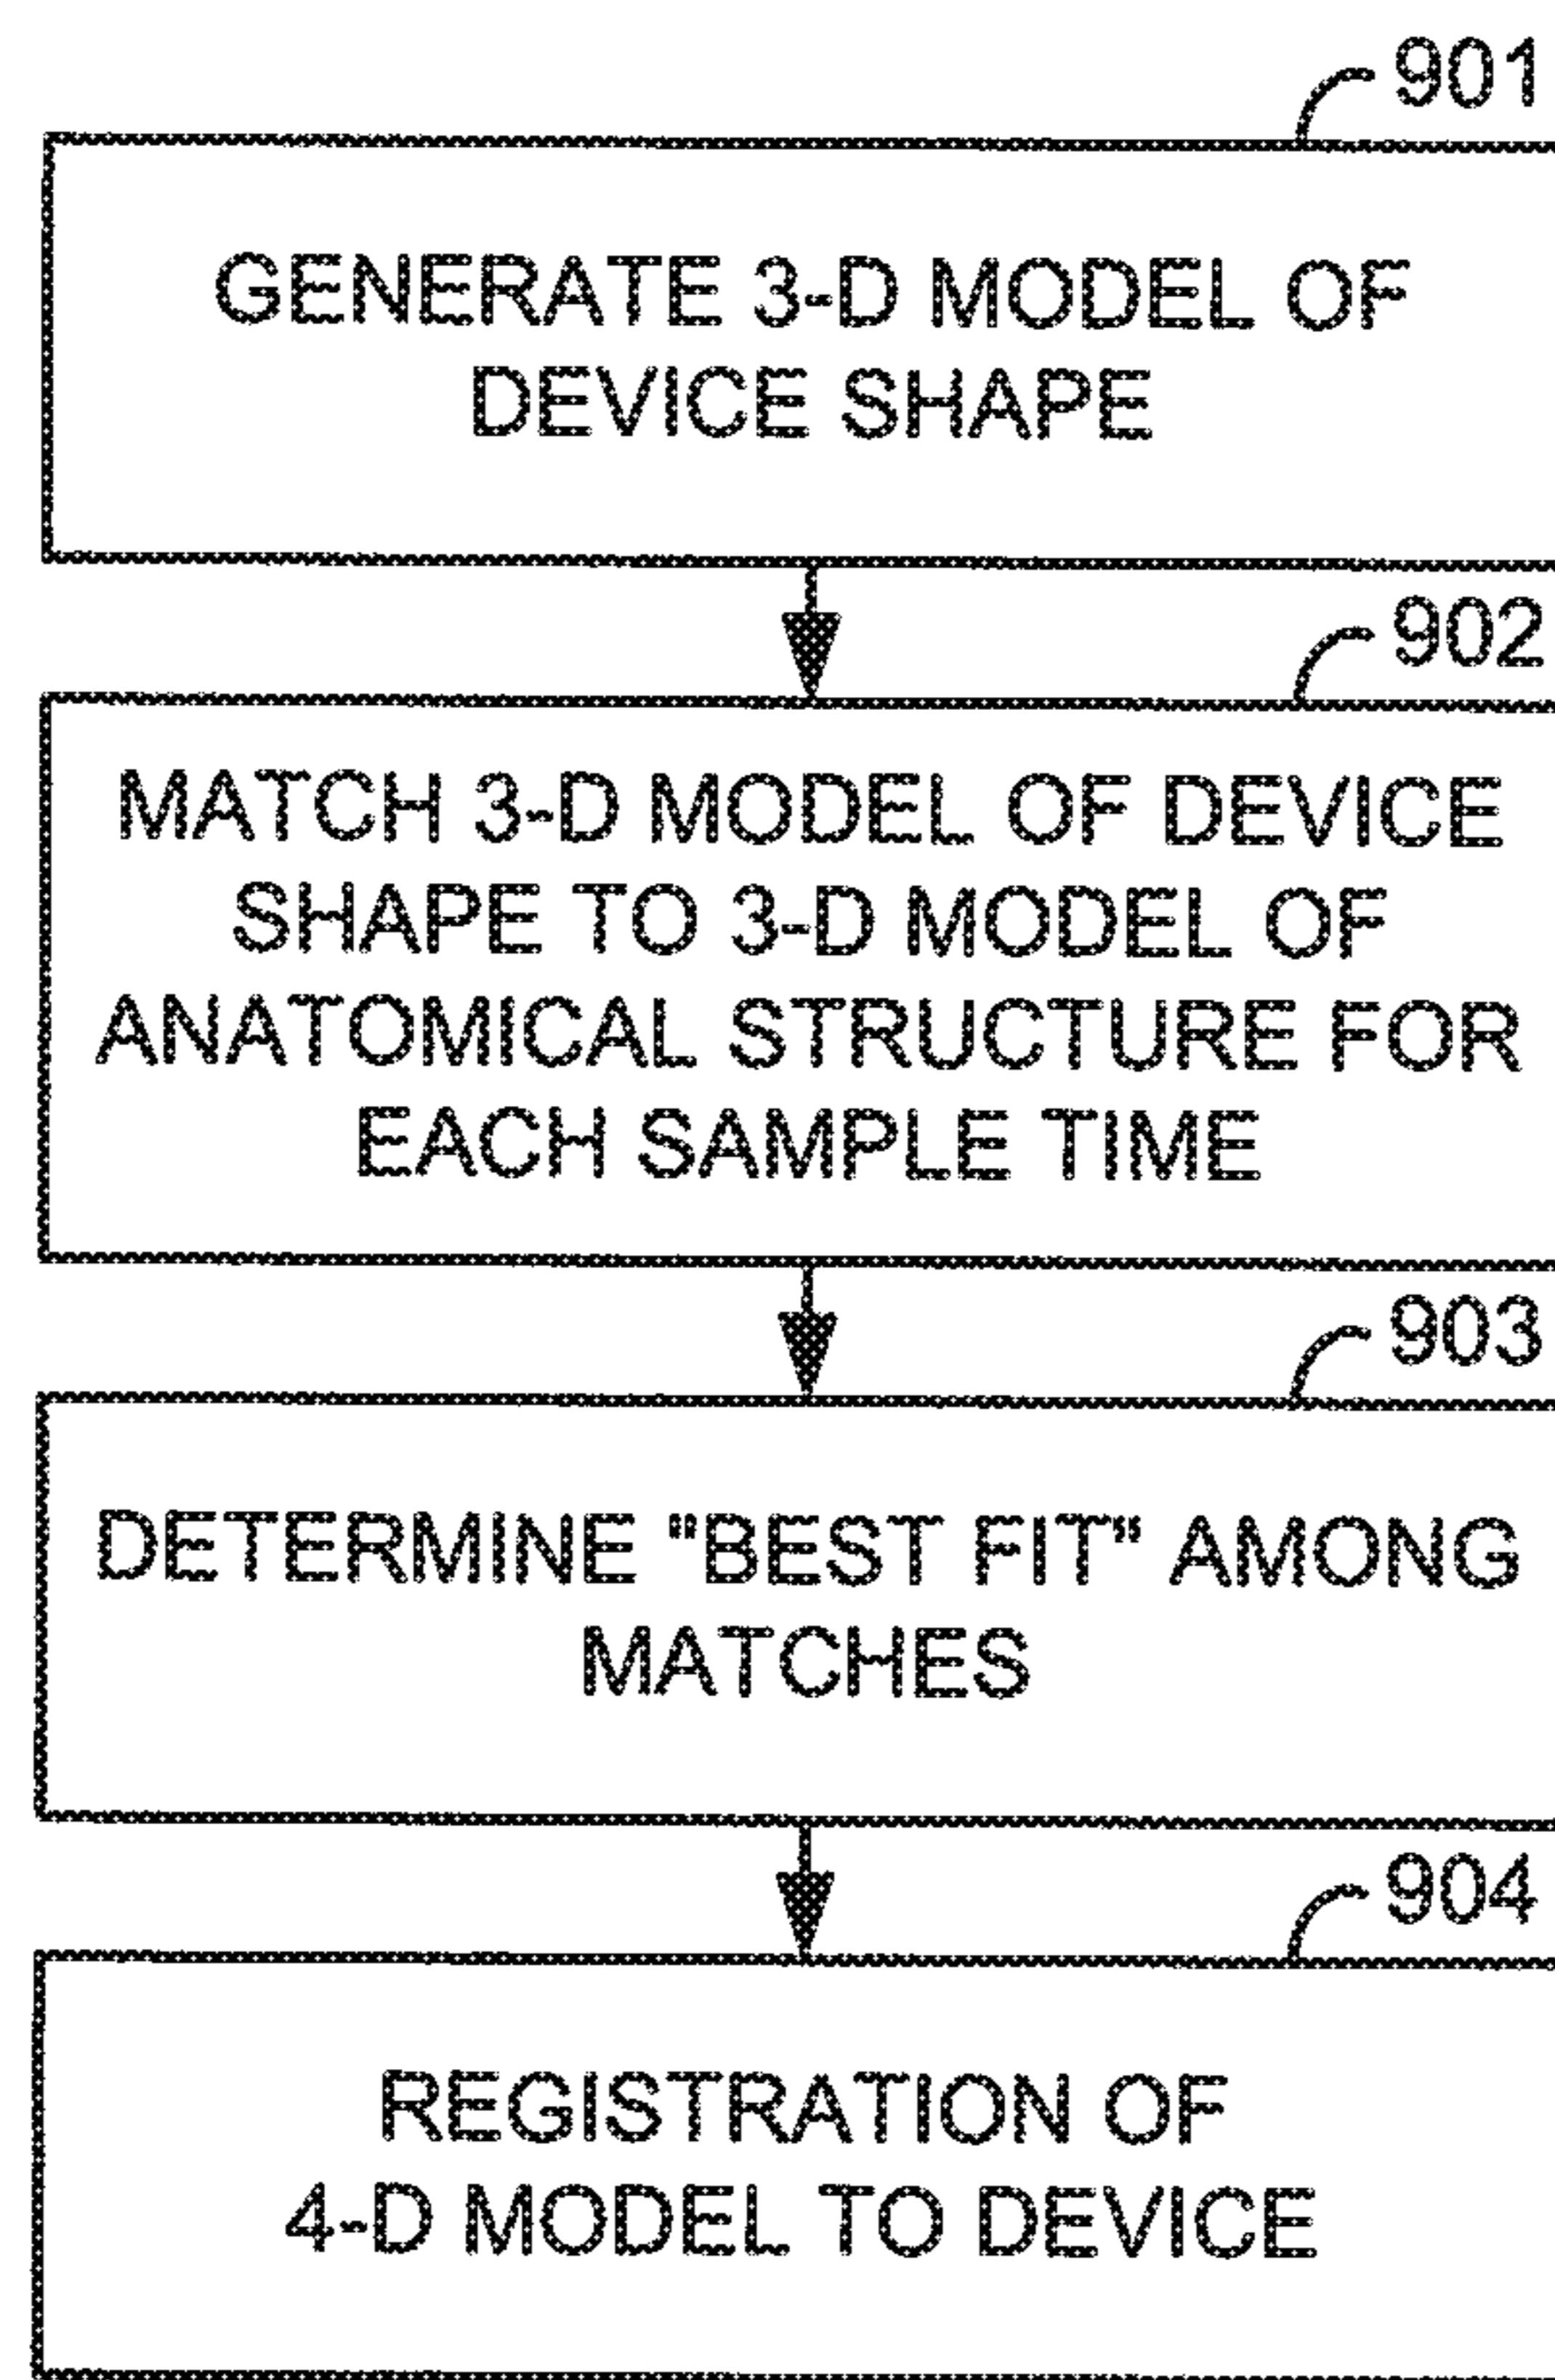 901
GENERATE 3-D MODEL OF
DEVICE SHAPE
902
MATCH 3-D MODEL OF DEVICE
SHAPE TO 3-D MODEL OF
ANATOMICAL STRUCTURE FOR
EACH SAMPLE TIME
903
DETERMINE "BEST FIT" AMONG
MATCHES
904
REGISTRATION OF
4-D MODEL TO DEVICE